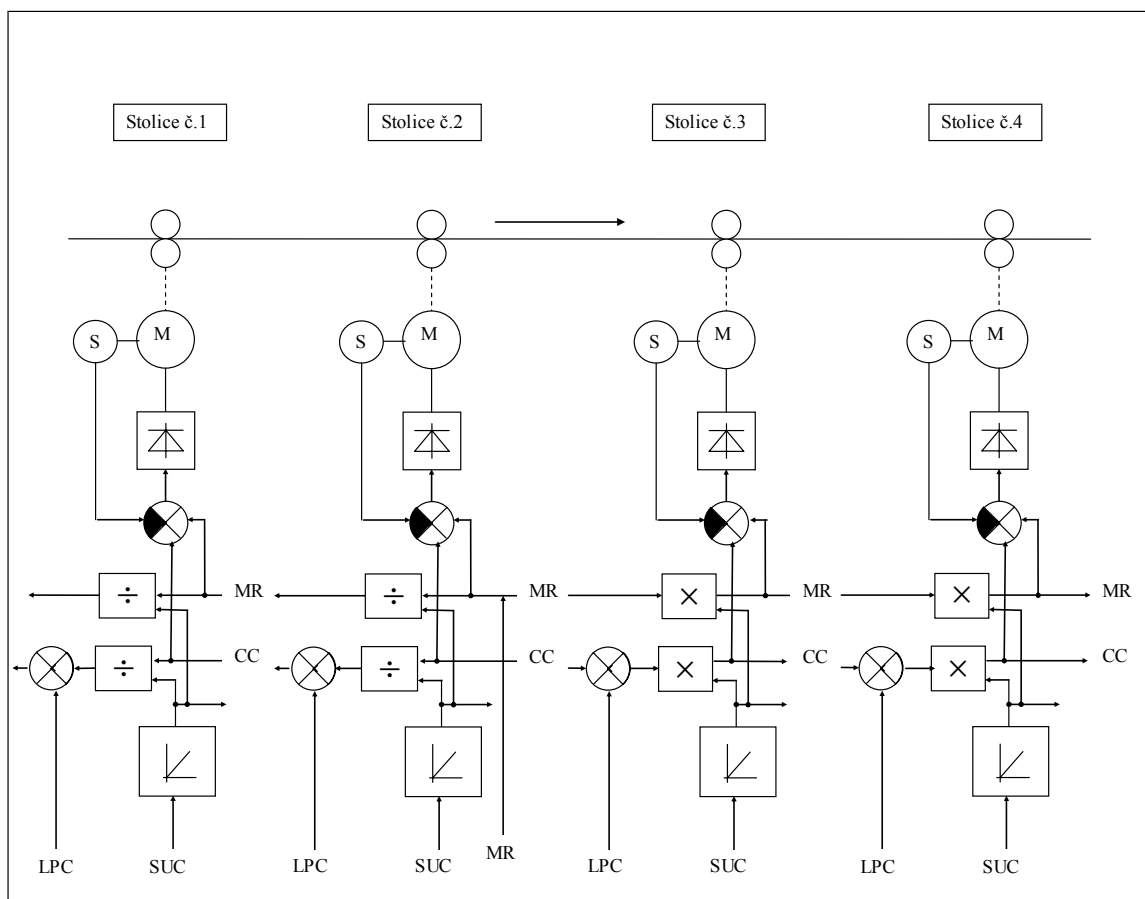 Stolice č.1 Stolice č.2 Stolice č.3 Stolice č.4
S M S M S M S M
÷ MR ÷ MR × MR × MR
÷ CC ÷ CC × CC × CC
LPC SUC LPC SUC MR LPC SUC LPC SUC